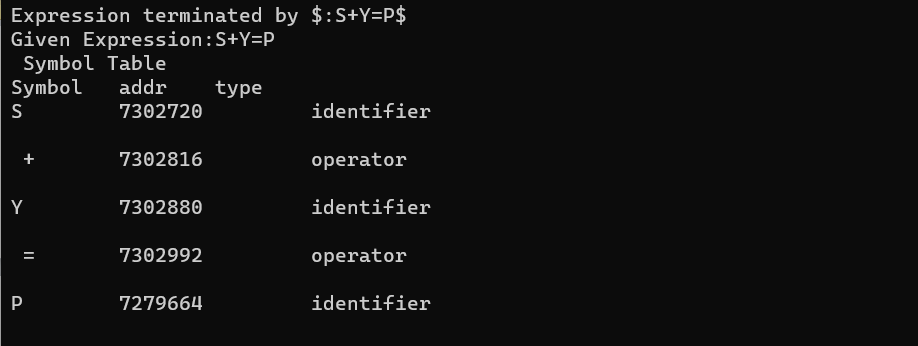 Expression terminated by $:S+Y=P$
Given Expression:S+Y=P
 Symbol Table
Symbol   addr    type
S        7302720         identifier
 +       7302816         operator
Y        7302880         identifier
 =       7302992         operator
P        7279664         identifier